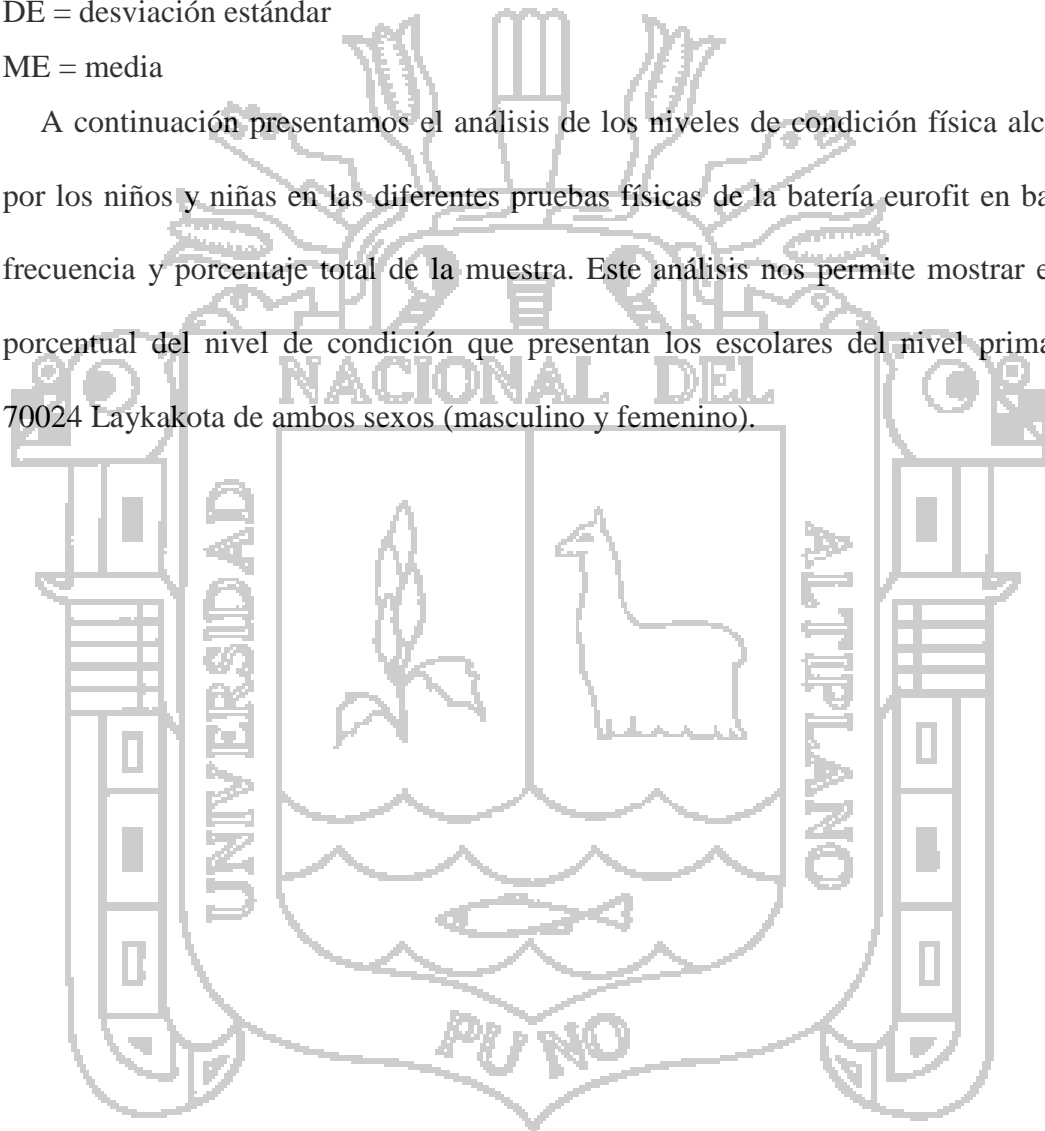 DE = desviación estándar
ME = media
A continuación presentamos el análisis de los niveles de condición física alc
por los niños y niñas en las diferentes pruebas físicas de la batería eurofit en ba
frecuencia y porcentaje total de la muestra. Este análisis nos permite mostrar e
porcentual del nivel de condición que presentan los escolares del nivel prima
70024 Laykakota de ambos sexos (masculino y femenino).
NACIONAL DEL
UNIVERSIDAD
ALTIPLANO
PUNO